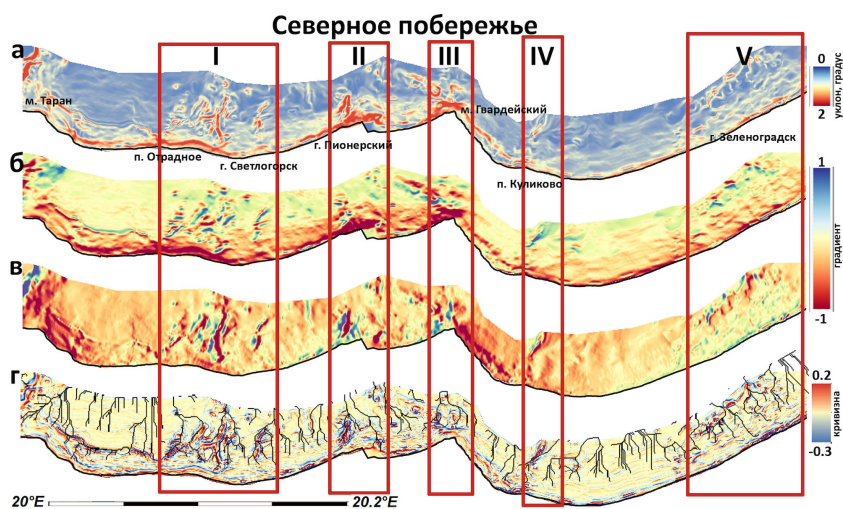 Северное побережье
а
I
II
III
IV
V
0
2
уклон, градус
м. Таран
м. Гвардейский
п. Отрадное
г. Светлогорск
г. Пионерский
г. Зеленоградск
п. Куликово
б
1
-1
градиент
в
г
0.2
-0.3
кривизна
20°E
20.2°E